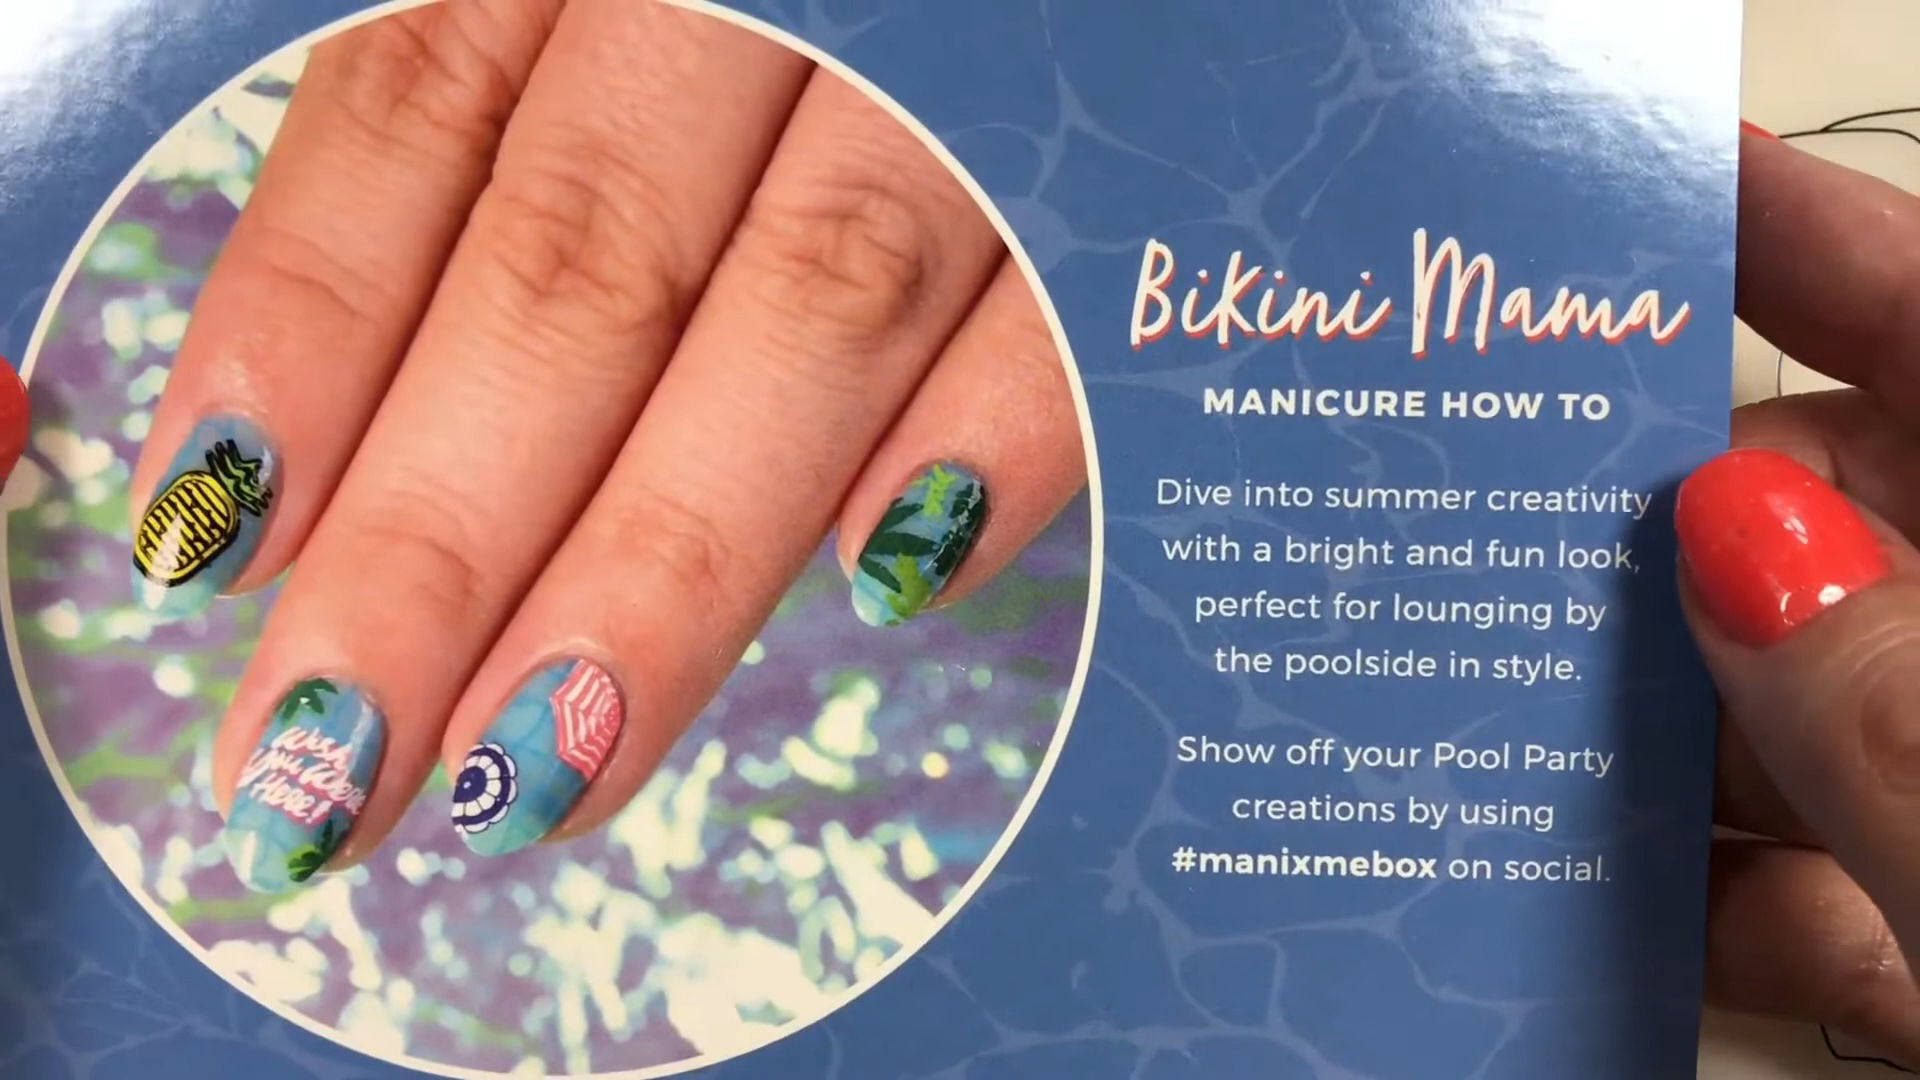 Bikini Mama
MANICURE HOW TO
Dive into summer creativity
with a bright and fun look,
perfect for lounging by
the poolside in style.
Show off your Pool Party
creations by using
#manixmebox on social.
Wish
You Were
Here!